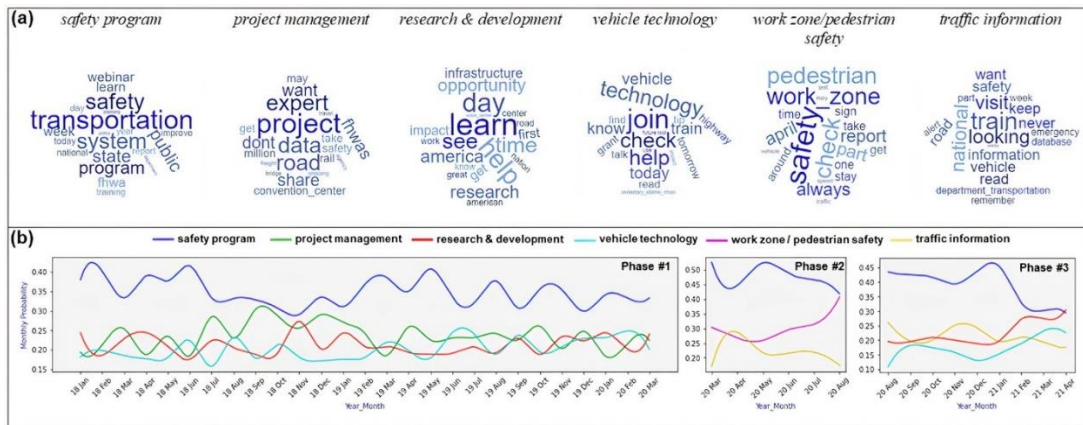 (a)
safety program
project management
research & development
vehicle technology
work zone/pedestrian
safety
traffic information
webinar
learn
day
safety
transportation
week
system
public
today
year
improve
national
state
import
program
fhwa
training
may
want
expert
project
get
data
fhwas
dont
take
million
road
safety
rail
bridge
share
convention_center
infrastructure
opportunity
day
center
learn
road
impact
see
first
work
time
america
help
know
get
nation
great
research
american
vehicle
technology
join
find
tip
highway
know
check
train
grant
help
talk
today
tomorrow
read
pedestrian
work_zone
time
safety
sign
april
check
take
report
around
part
get
vehicle
one
stay
always
traffic
want
safety
part
week
visit
keep
train
never
alert
national
looking
road
emergency
database
information
vehicle
read
department_transportation
remember
(b)
safety program
project management
research & development
vehicle technology
work zone / pedestrian safety
traffic information
Phase #1
Monthly Probability
0.40
0.35
0.30
0.25
0.20
0.15
18 Jan
18 Feb
18 Mar
18 Apr
18 May
18 Jun
18 Jul
18 Aug
18 Sep
18 Oct
18 Nov
18 Dec
19 Jan
19 Feb
19 Mar
19 Apr
19 May
19 Jun
19 Jul
19 Aug
19 Sep
19 Oct
19 Nov
19 Dec
20 Jan
20 Feb
20 Mar
Year_Month
Phase #2
0.50
0.45
0.40
0.35
0.30
0.25
0.20
20 Mar
20 Apr
20 May
20 Jun
20 Jul
20 Aug
Year_Month
Phase #3
0.45
0.40
0.35
0.30
0.25
0.20
0.15
0.10
20 Aug
20 Sep
20 Oct
20 Nov
20 Dec
21 Jan
21 Feb
21 Mar
21 Apr
Year_Month